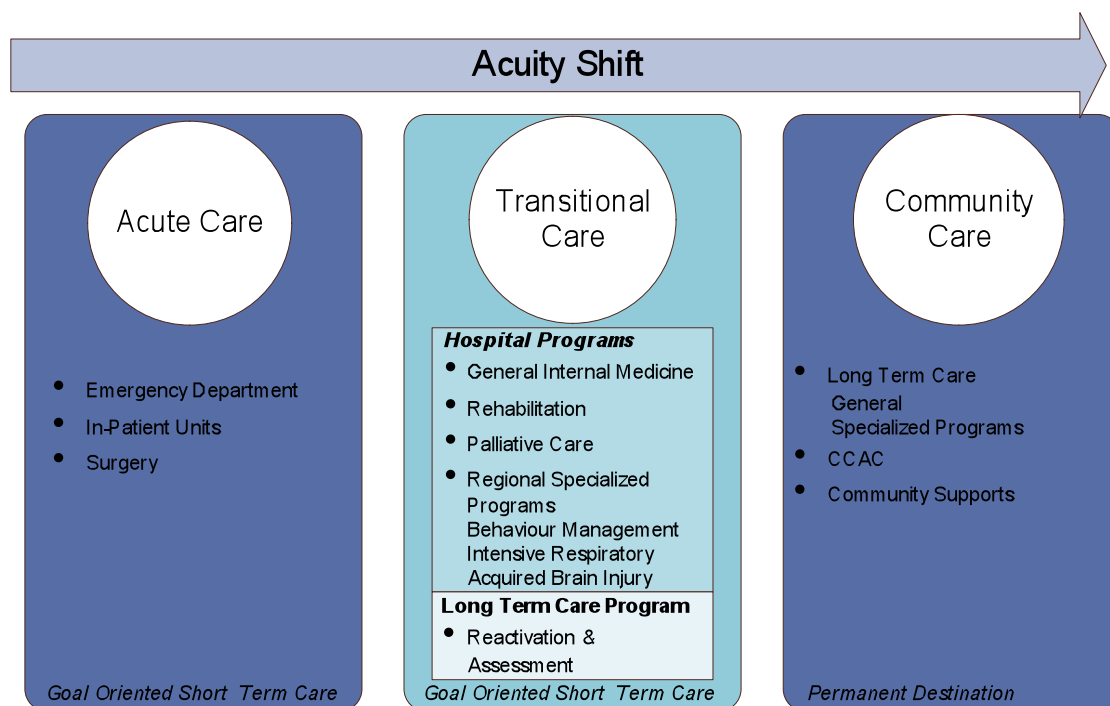 Acuity Shift
Acute Care
• Emergency Department
• In-Patient Units
• Surgery
Goal Oriented Short Term Care
Transitional
Care
Hospital Programs
• General Internal Medicine
• Rehabilitation
• Palliative Care
• Regional Specialized
Programs
Behaviour Management
Intensive Respiratory
Acquired Brain Injury
Long Term Care Program
• Reactivation &
Assessment
Goal Oriented Short Term Care
Community
Care
• Long Term Care
General
Specialized Programs
• CCAC
• Community Supports
Permanent Destination